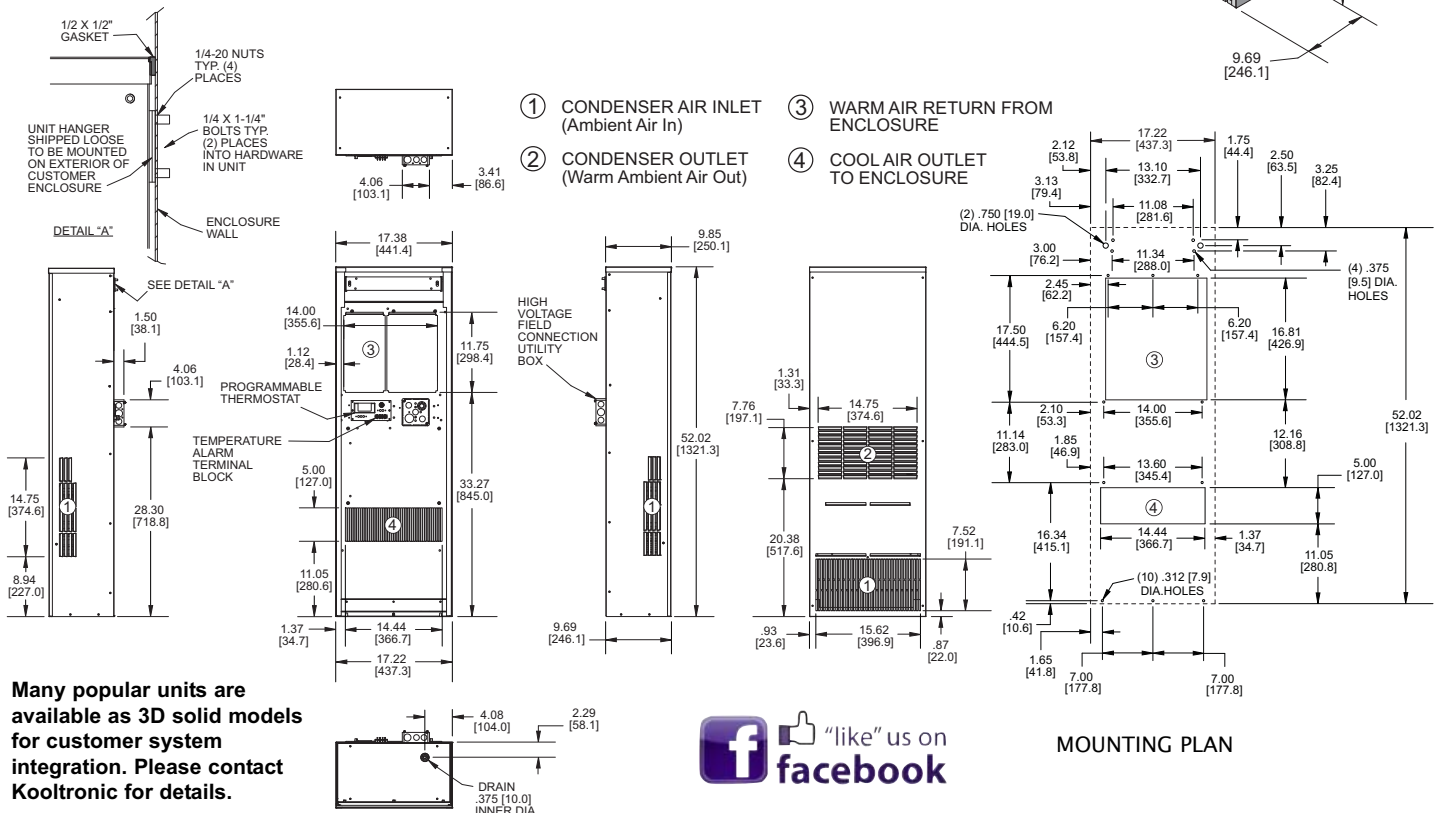 1/2 X 1/2"
GASKET
1/4-20 NUTS
TYP. (4)
PLACES
UNIT HANGER
SHIPPED LOOSE
TO BE MOUNTED
ON EXTERIOR OF
CUSTOMER
ENCLOSURE
1/4 X 1-1/4"
BOLTS TYP.
(2) PLACES
INTO HARDWARE
IN UNIT
DETAIL "A"
ENCLOSURE
WALL
4.06
[103.1]
3.41
[86.6]
1 CONDENSER AIR INLET
(Ambient Air In)
2 CONDENSER OUTLET
(Warm Ambient Air Out)
3 WARM AIR RETURN FROM
ENCLOSURE
4 COOL AIR OUTLET
TO ENCLOSURE
9.69
[246.1]
SEE DETAIL "A"
1.50
[38.1]
4.06
[103.1]
1
14.75
[374.6]
8.94
[227.0]
28.30
[718.8]
17.38
[441.4]
14.00
[355.6]
1.12
[28.4]
3
11.75
[298.4]
PROGRAMMABLE
THERMOSTAT
TEMPERATURE
ALARM
TERMINAL
BLOCK
5.00
[127.0]
4
33.27
[845.0]
11.05
[280.6]
1.37
[34.7]
14.44
[366.7]
17.22
[437.3]
9.85
[250.1]
HIGH
VOLTAGE
FIELD
CONNECTION
UTILITY
BOX
1
52.02
[1321.3]
9.69
[246.1]
1.31
[33.3]
14.75
[374.6]
7.76
[197.1]
2
20.38
[517.6]
7.52
[191.1]
1
.93
[23.6]
15.62
[396.9]
.87
[22.0]
17.22
[437.3]
2.12
[53.8]
13.10
[332.7]
1.75
[44.4]
2.50
[63.5]
3.25
[82.4]
3.13
[79.4]
11.08
[281.6]
(2) .750 [19.0]
DIA. HOLES
3.00
[76.2]
11.34
[288.0]
(4) .375
[9.5] DIA.
HOLES
2.45
[62.2]
17.50
[444.5]
6.20
[157.4]
6.20
[157.4]
16.81
[426.9]
3
2.10
[53.3]
14.00
[355.6]
11.14
[283.0]
12.16
[308.8]
52.02
[1321.3]
1.85
[46.9]
13.60
[345.4]
5.00
[127.0]
4
16.34
[415.1]
14.44
[366.7]
1.37
[34.7]
11.05
[280.8]
(10) .312 [7.9]
DIA.HOLES
.42
[10.6]
1.65
[41.8]
7.00
[177.8]
7.00
[177.8]
Many popular units are
available as 3D solid models
for customer system
integration. Please contact
Kooltronic for details.
4.08
[104.0]
2.29
[58.1]
DRAIN
.375 [10.0]
INNER DIA.
f
"like" us on
facebook
MOUNTING PLAN